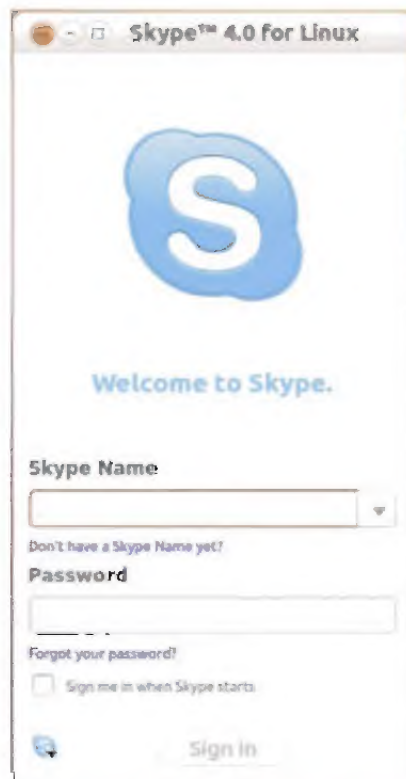 Skype™ 4.0 for Linux
S
Welcome to Skype.
Skype Name
Don't have a Skype Name yet?
Password
Forgot your password?
Sign me in when Skype starts
Sign in